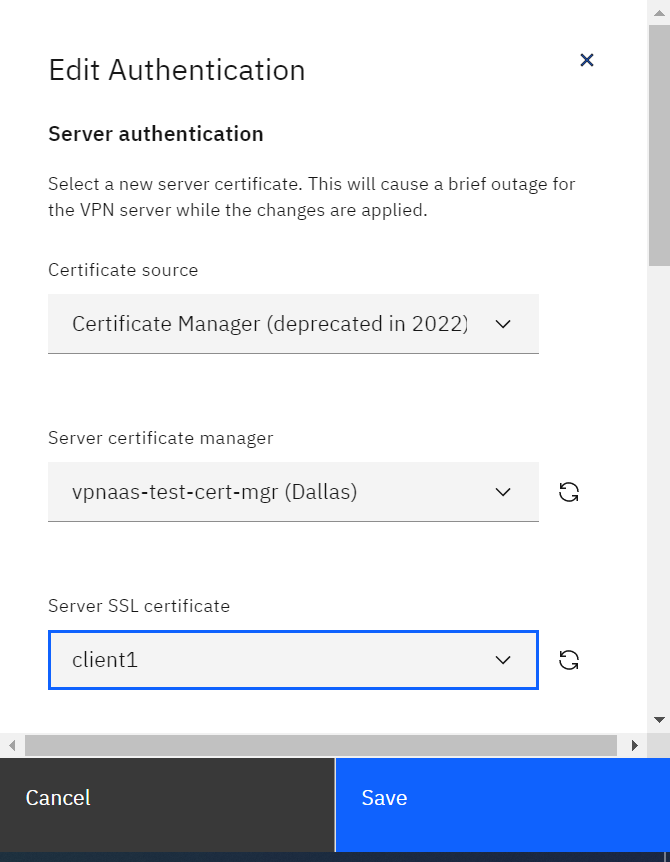 Edit Authentication
Server authentication
Select a new server certificate. This will cause a brief outage for
the VPN server while the changes are applied.
Certificate source
Certificate Manager (deprecated in 2022)
Server certificate manager
vpnaas-test-cert-mgr (Dallas)
Server SSL certificate
client1
Cancel
Save